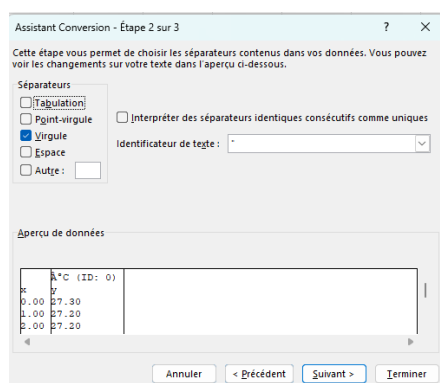 Assistant Conversion - Étape 2 sur 3
Cette étape vous permet de choisir les séparateurs contenus dans vos données. Vous pouvez
voir les changements sur votre texte dans l'aperçu ci-dessous.
Séparateurs
Tabulation
Point-virgule
Virgule
Espace
Autre :
Interpréter des séparateurs identiques consécutifs comme uniques
Identificateur de texte :
Aperçu de données
Â°C (ID: 0)
x y
0.00 27.30
1.00 27.20
2.00 27.20
Annuler < Précédent Suivant > Terminer